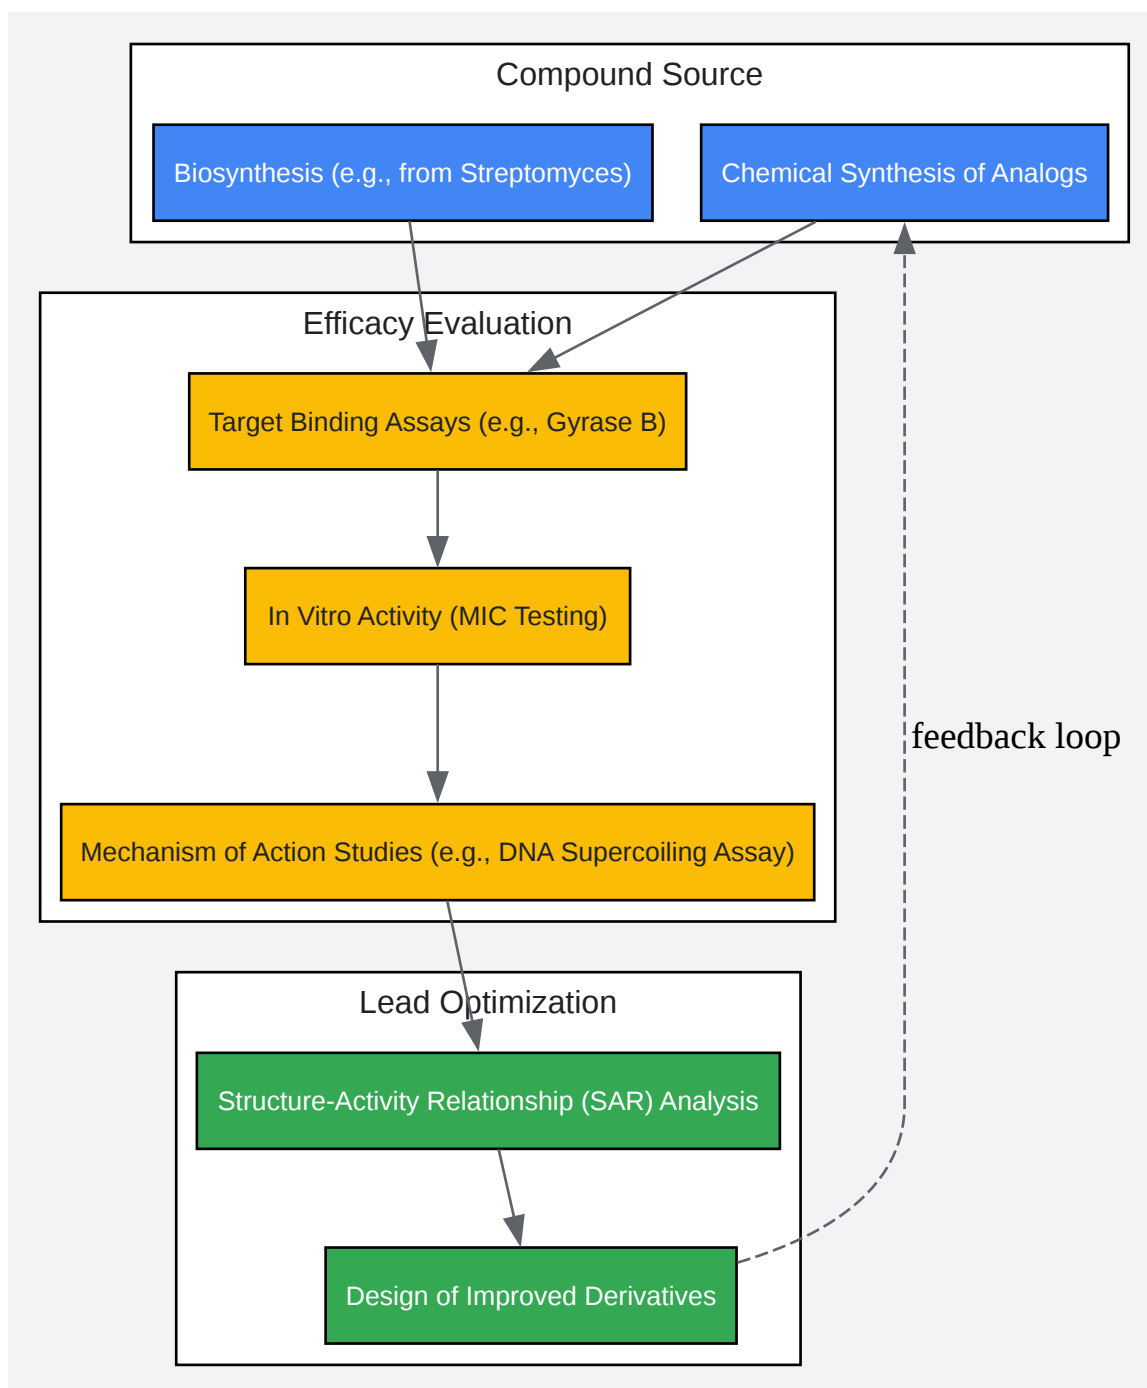 Compound Source
Biosynthesis (e.g., from Streptomyces)
Chemical Synthesis of Analogs
Efficacy Evaluation
Target Binding Assays (e.g., Gyrase B)
In Vitro Activity (MIC Testing)
feedback loop
Mechanism of Action Studies (e.g., DNA Supercoiling Assay)
Lead Optimization
Structure-Activity Relationship (SAR) Analysis
Design of Improved Derivatives